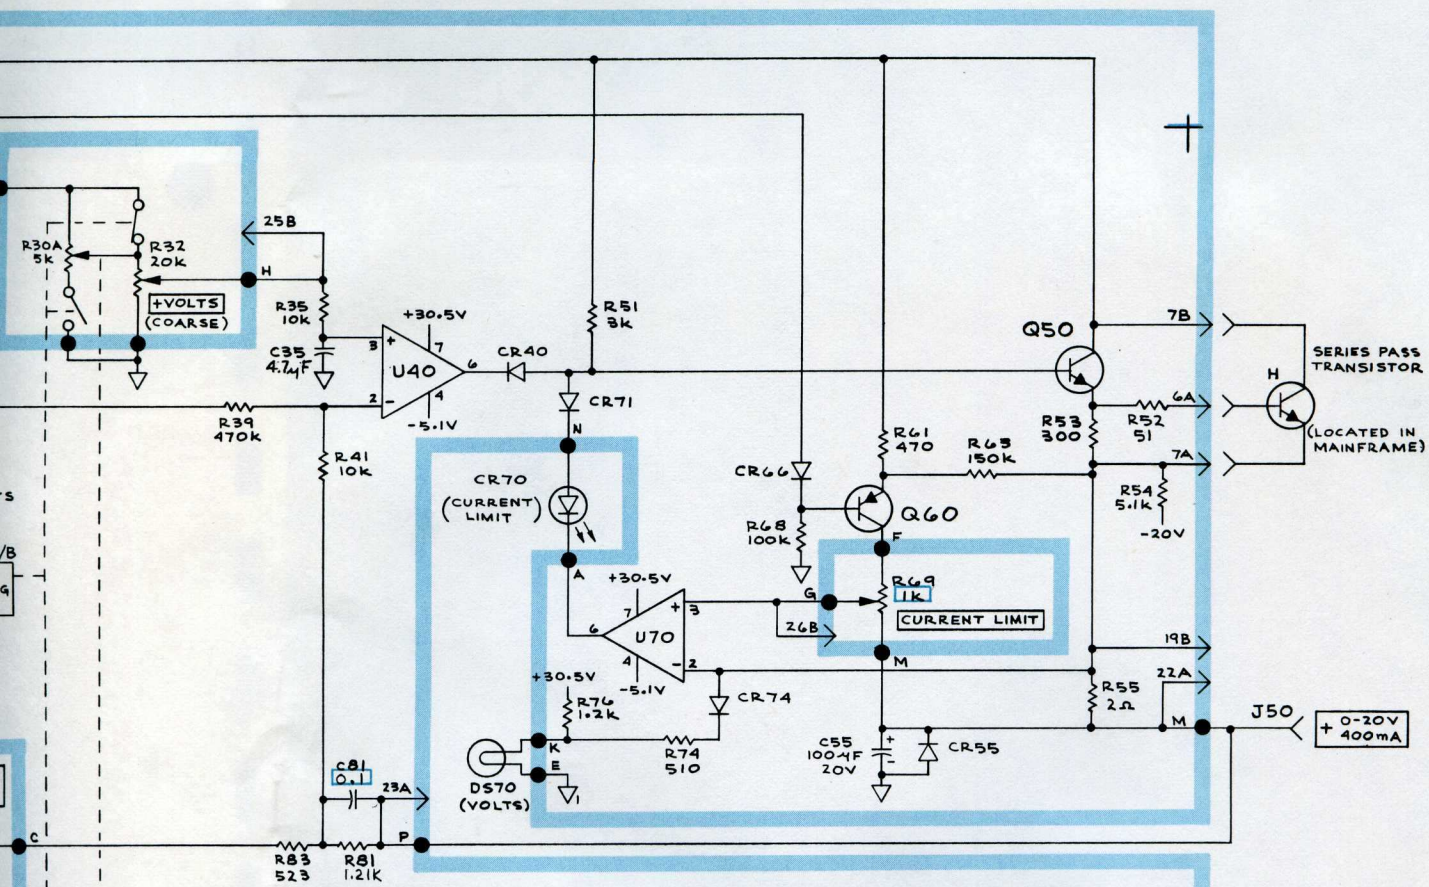 25B
R30A
5K
R32
20K
H
+VOLTS
(COARSE)
R35
10K
C35
4.7µF
+30.5V
3
+
7
U40
6
2
-
4
-5.1V
CR40
R51
3K
CR71
N
R39
470K
R41
10K
CR70
(CURRENT
LIMIT)
A
Q50
7B
SERIES PASS
TRANSISTOR
H
6A
R53
300
R52
51
(LOCATED IN
MAINFRAME)
7A
R54
5.1K
-20V
R61
470
R65
150K
CR66
Q60
R68
100K
F
R69
1K
CURRENT LIMIT
G
26B
M
+30.5V
7
+
3
6
U70
4
-
2
-5.1V
+30.5V
R76
1.2K
CR74
K
R74
510
E
DS70
(VOLTS)
1
C55
100µF
20V
+
-
CR55
19B
22A
R55
2Ω
M
J50
+ 0-20V
400mA
S
/B
G
C81
0.1
23A
C
R83
523
R81
1.21K
P